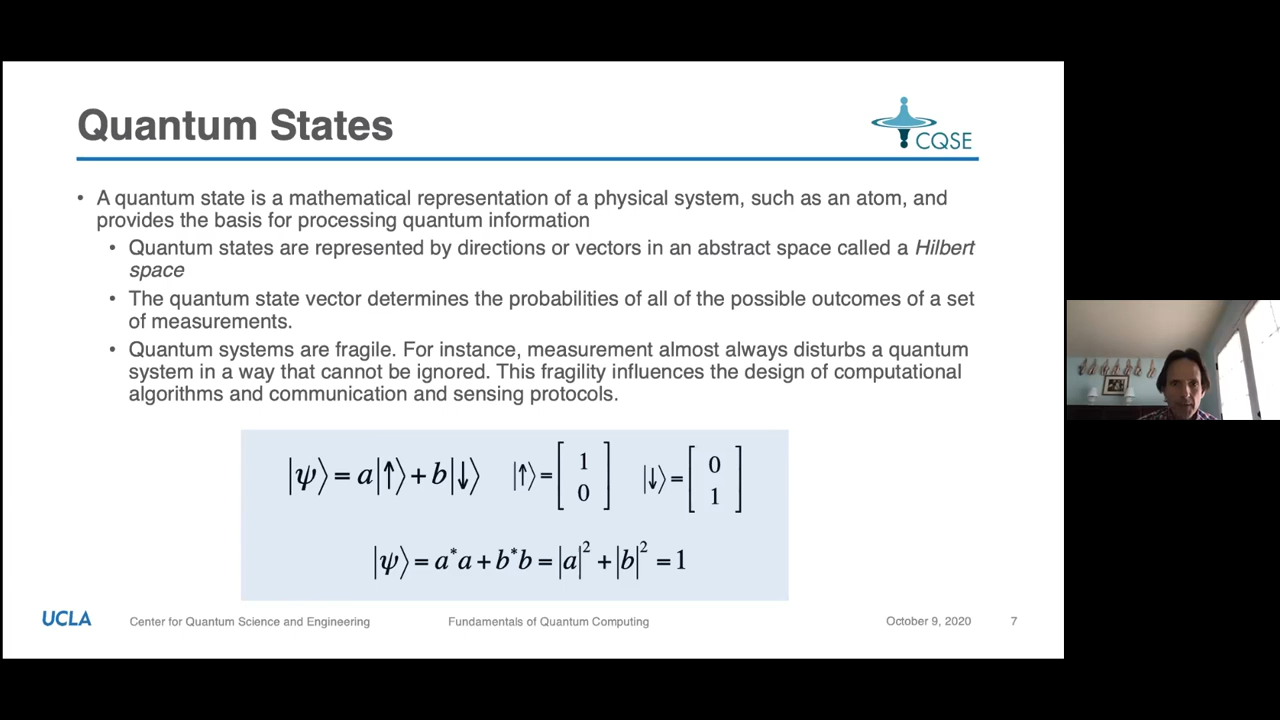 Quantum States
CQSE
• A quantum state is a mathematical representation of a physical system, such as an atom, and
provides the basis for processing quantum information
• Quantum states are represented by directions or vectors in an abstract space called a Hilbert
space
• The quantum state vector determines the probabilities of all of the possible outcomes of a set
of measurements.
• Quantum systems are fragile. For instance, measurement almost always disturbs a quantum
system in a way that cannot be ignored. This fragility influences the design of computational
algorithms and communication and sensing protocols.
|ψ⟩ = a|↑⟩ + b|↓⟩ |↑⟩ = [1 0] |↓⟩ = [0 1]
|ψ⟩ = a*a + b*b = |a|² + |b|² = 1
UCLA Center for Quantum Science and Engineering Fundamentals of Quantum Computing October 9, 2020 7